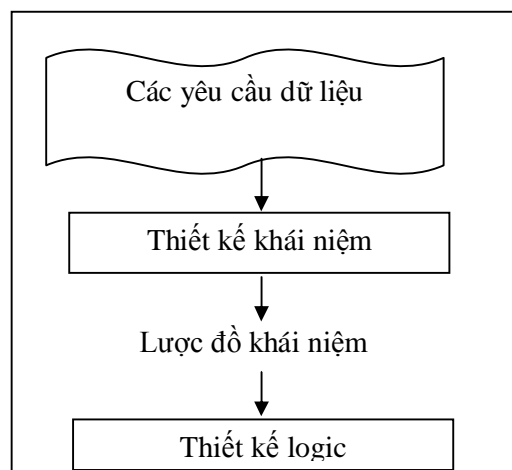 Các yêu cầu dữ liệu
Thiết kế khái niệm
Lược đồ khái niệm
Thiết kế logic